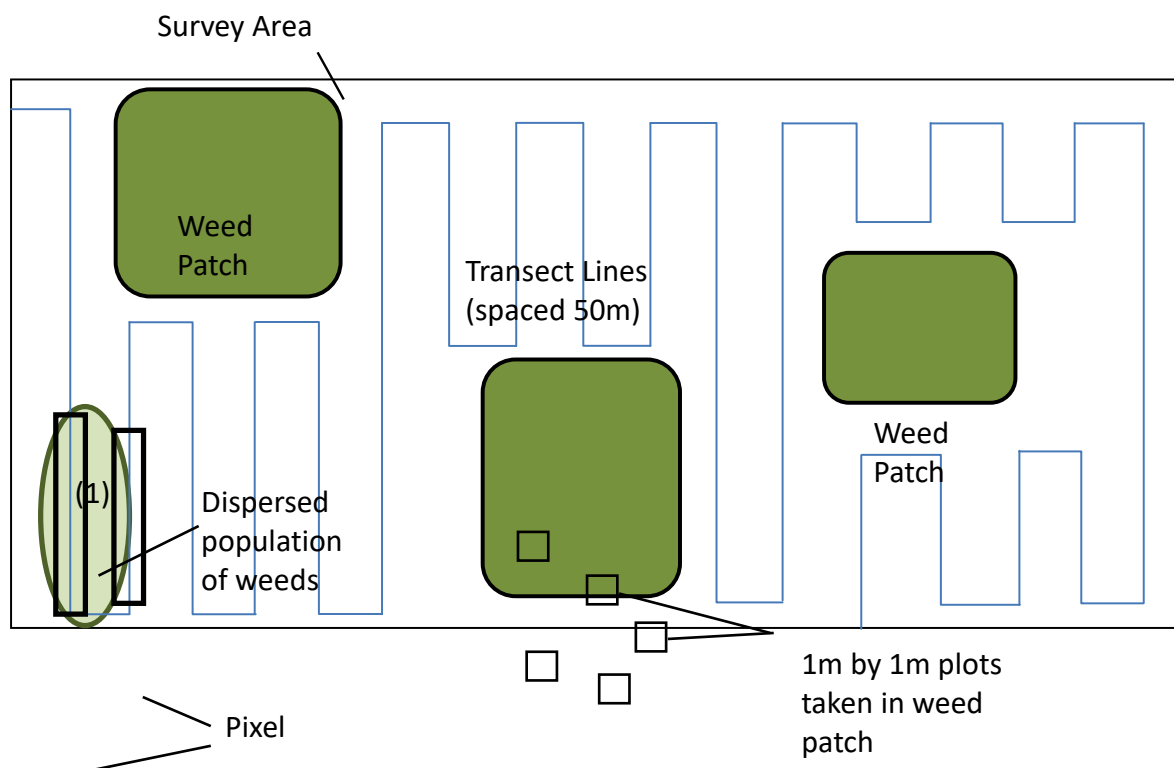 Survey Area
Weed
Patch
Transect Lines
(spaced 50m)
Weed
Patch
(1)
Dispersed
population
of weeds
1m by 1m plots
taken in weed
patch
Pixel